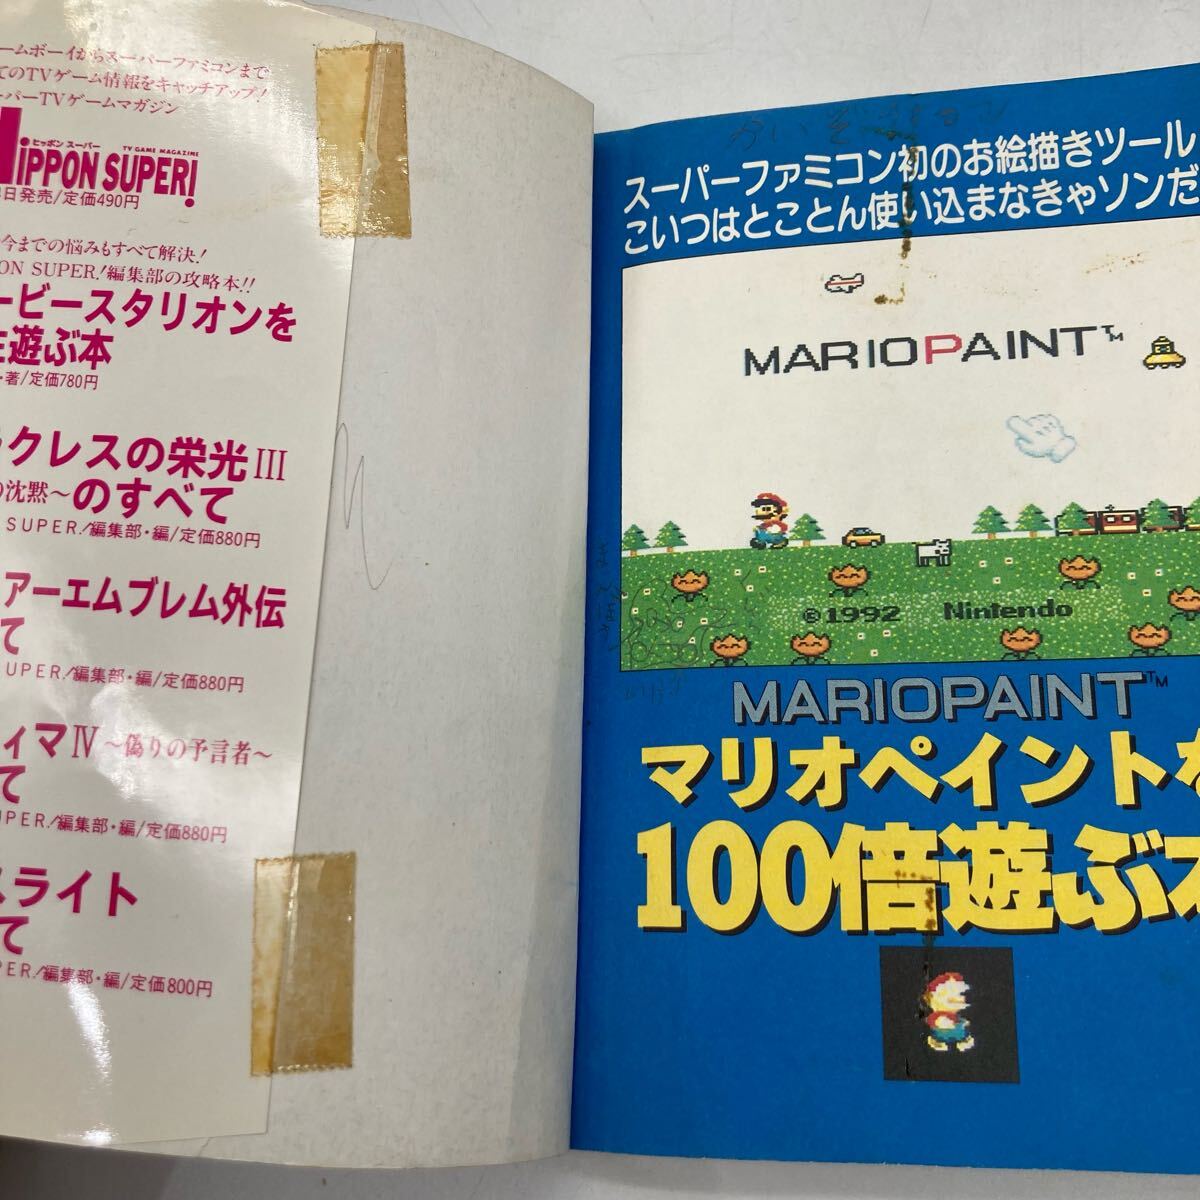 ームボーイからスーパーファミコンまで
てのTVゲーム情報をキャッチアップ!
ーパーTVゲームマガジン
ヒッポン スーパー
TV GAME MAGAZINE
HIPPON SUPER!
日発売/定価490円
今までの悩みもすべて解決!
ON SUPER!編集部の攻略本!!
ービースタリオンを
遊ぶ本
・著/定価780円
ラクレスの栄光III
の沈黙~のすべて
SUPER!編集部・編/定価880円
アーエムブレム外伝
て
SUPER!編集部・編/定価880円
ィマIV~偽りの予言者~
て
SUPER!編集部・編/定価880円
スライト
て
PER!編集部・編/定価800円
スーパーファミコン初のお絵描きツール
こいつはとことん使い込まなきゃソンだ
MARIOPAINT™
©1992 Nintendo
MARIOPAINT™
マリオペイントを
100倍遊ぶ本